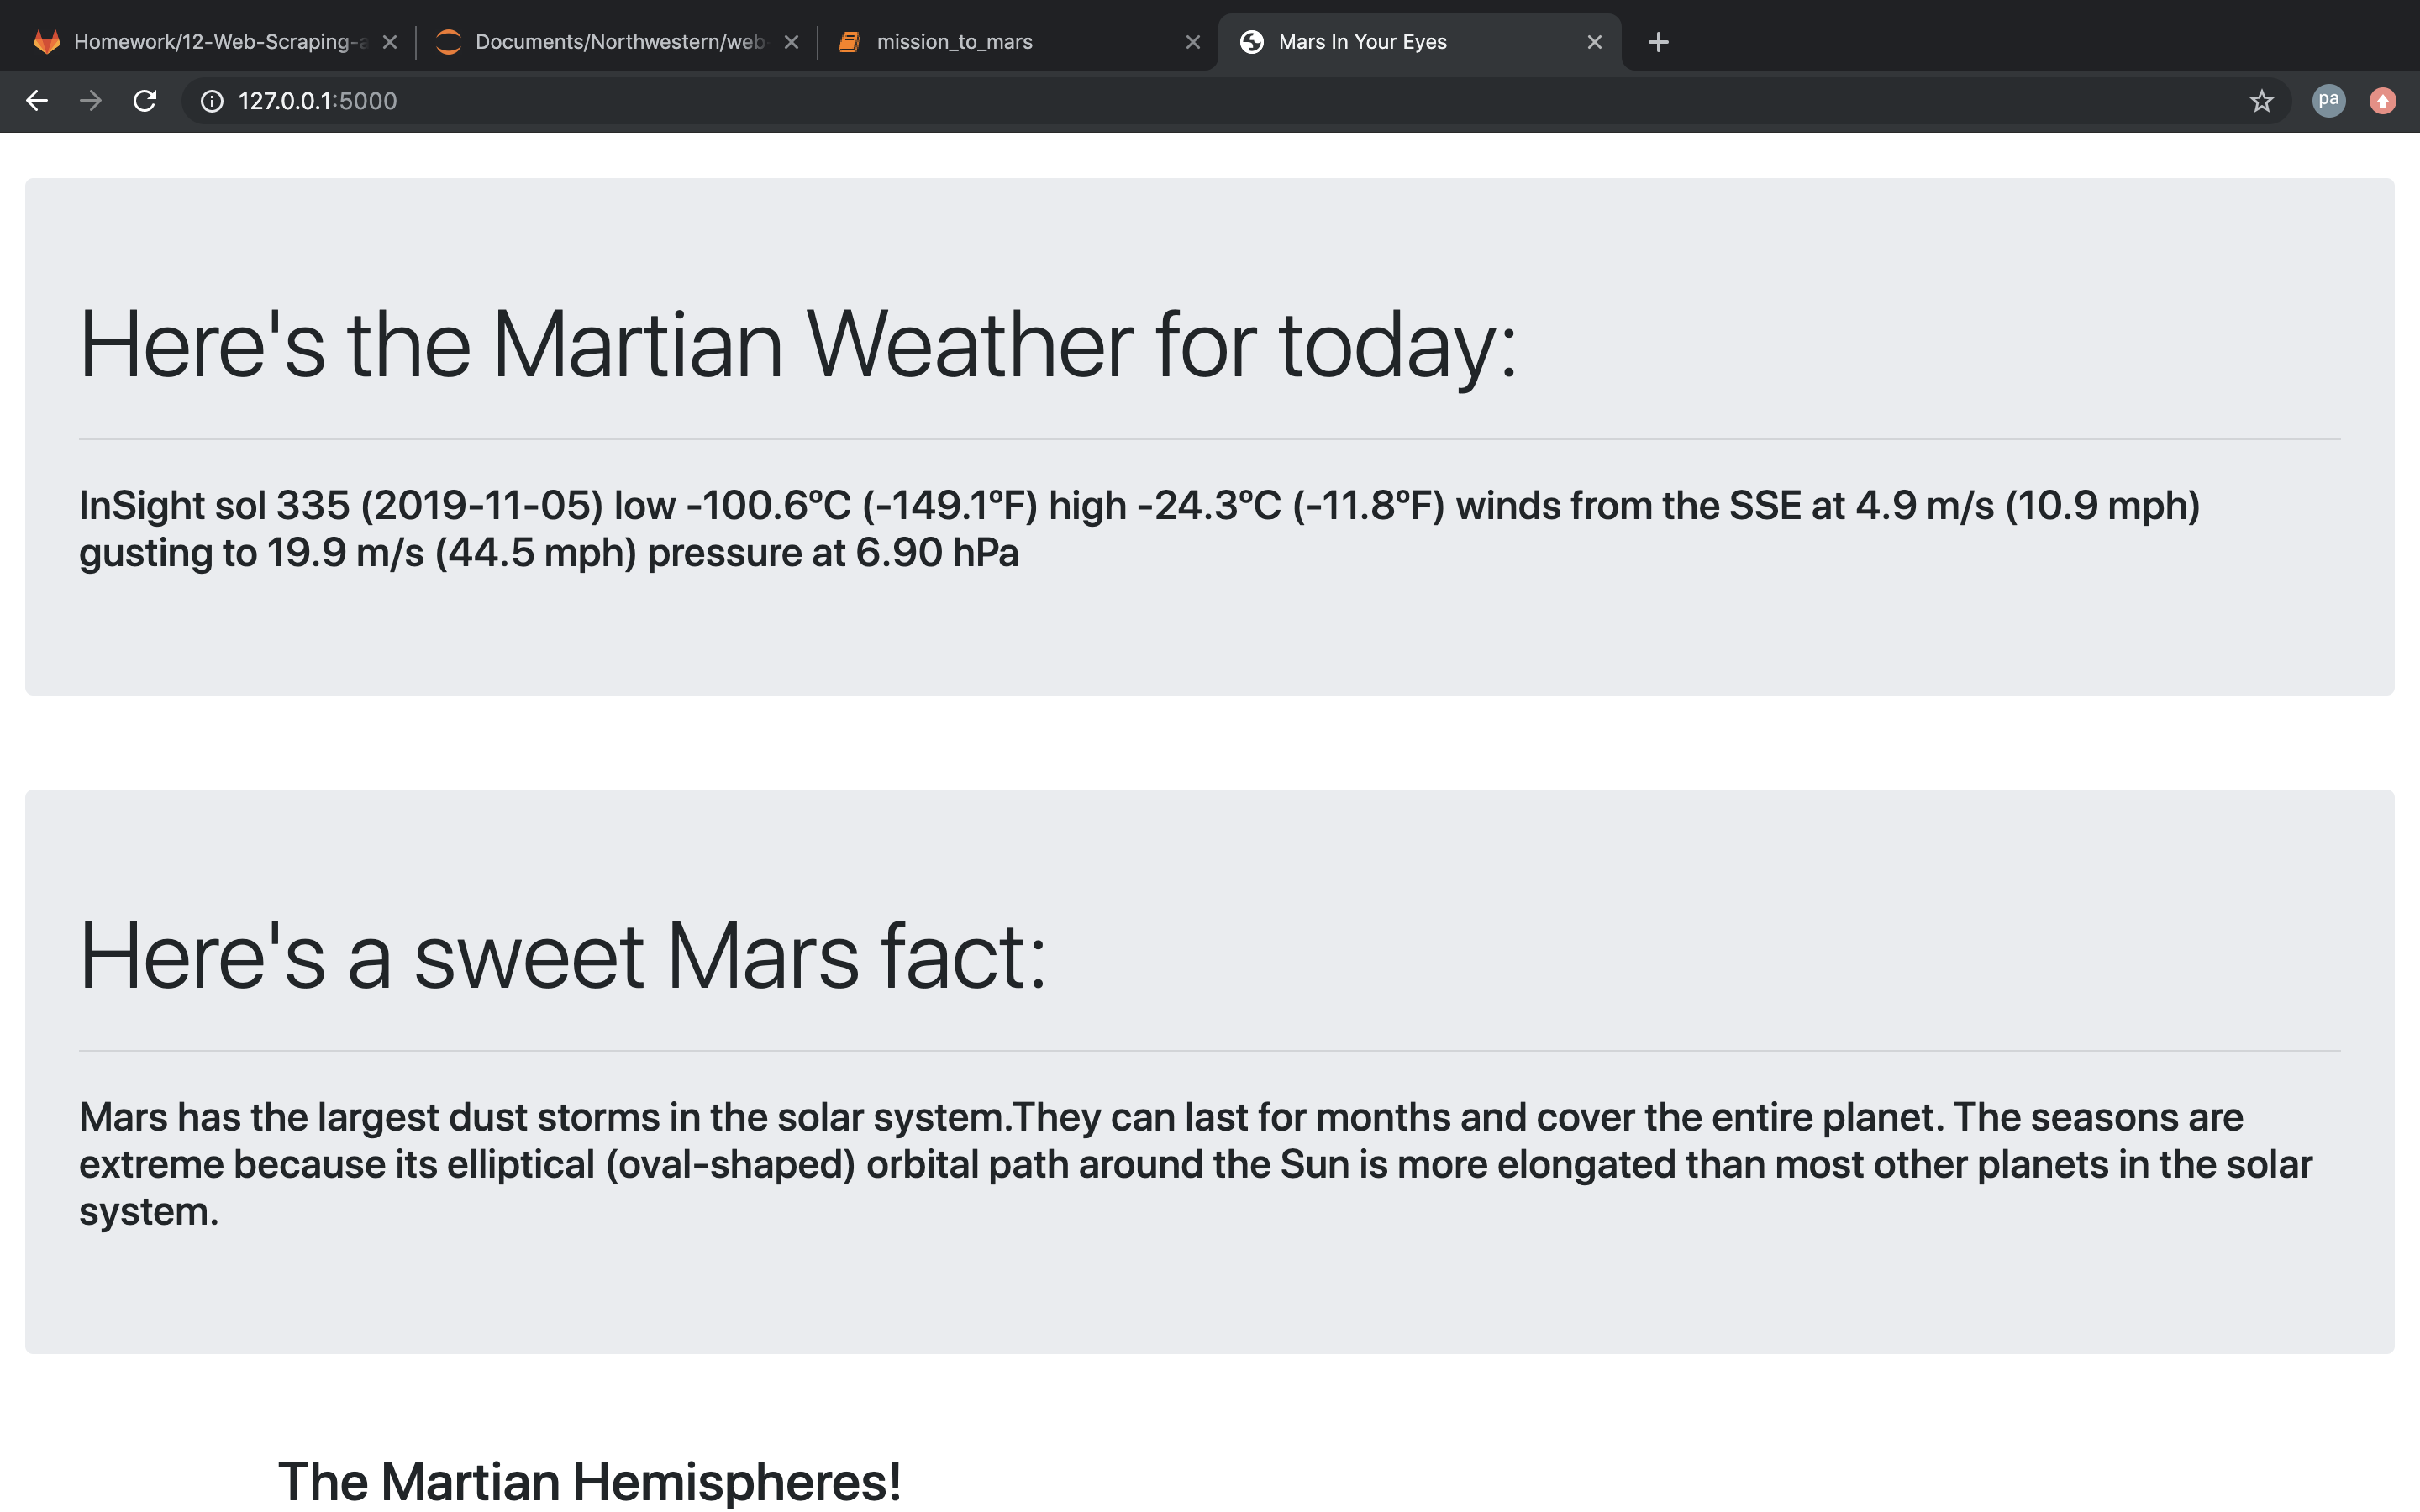 Homework/12-Web-Scraping-a
Documents/Northwestern/web-
mission_to_mars
Mars In Your Eyes
127.0.0.1:5000
pa
Here's the Martian Weather for today:
InSight sol 335 (2019-11-05) low -100.6ºC (-149.1ºF) high -24.3ºC (-11.8ºF) winds from the SSE at 4.9 m/s (10.9 mph)
gusting to 19.9 m/s (44.5 mph) pressure at 6.90 hPa
Here's a sweet Mars fact:
Mars has the largest dust storms in the solar system.They can last for months and cover the entire planet. The seasons are
extreme because its elliptical (oval-shaped) orbital path around the Sun is more elongated than most other planets in the solar
system.
The Martian Hemispheres!